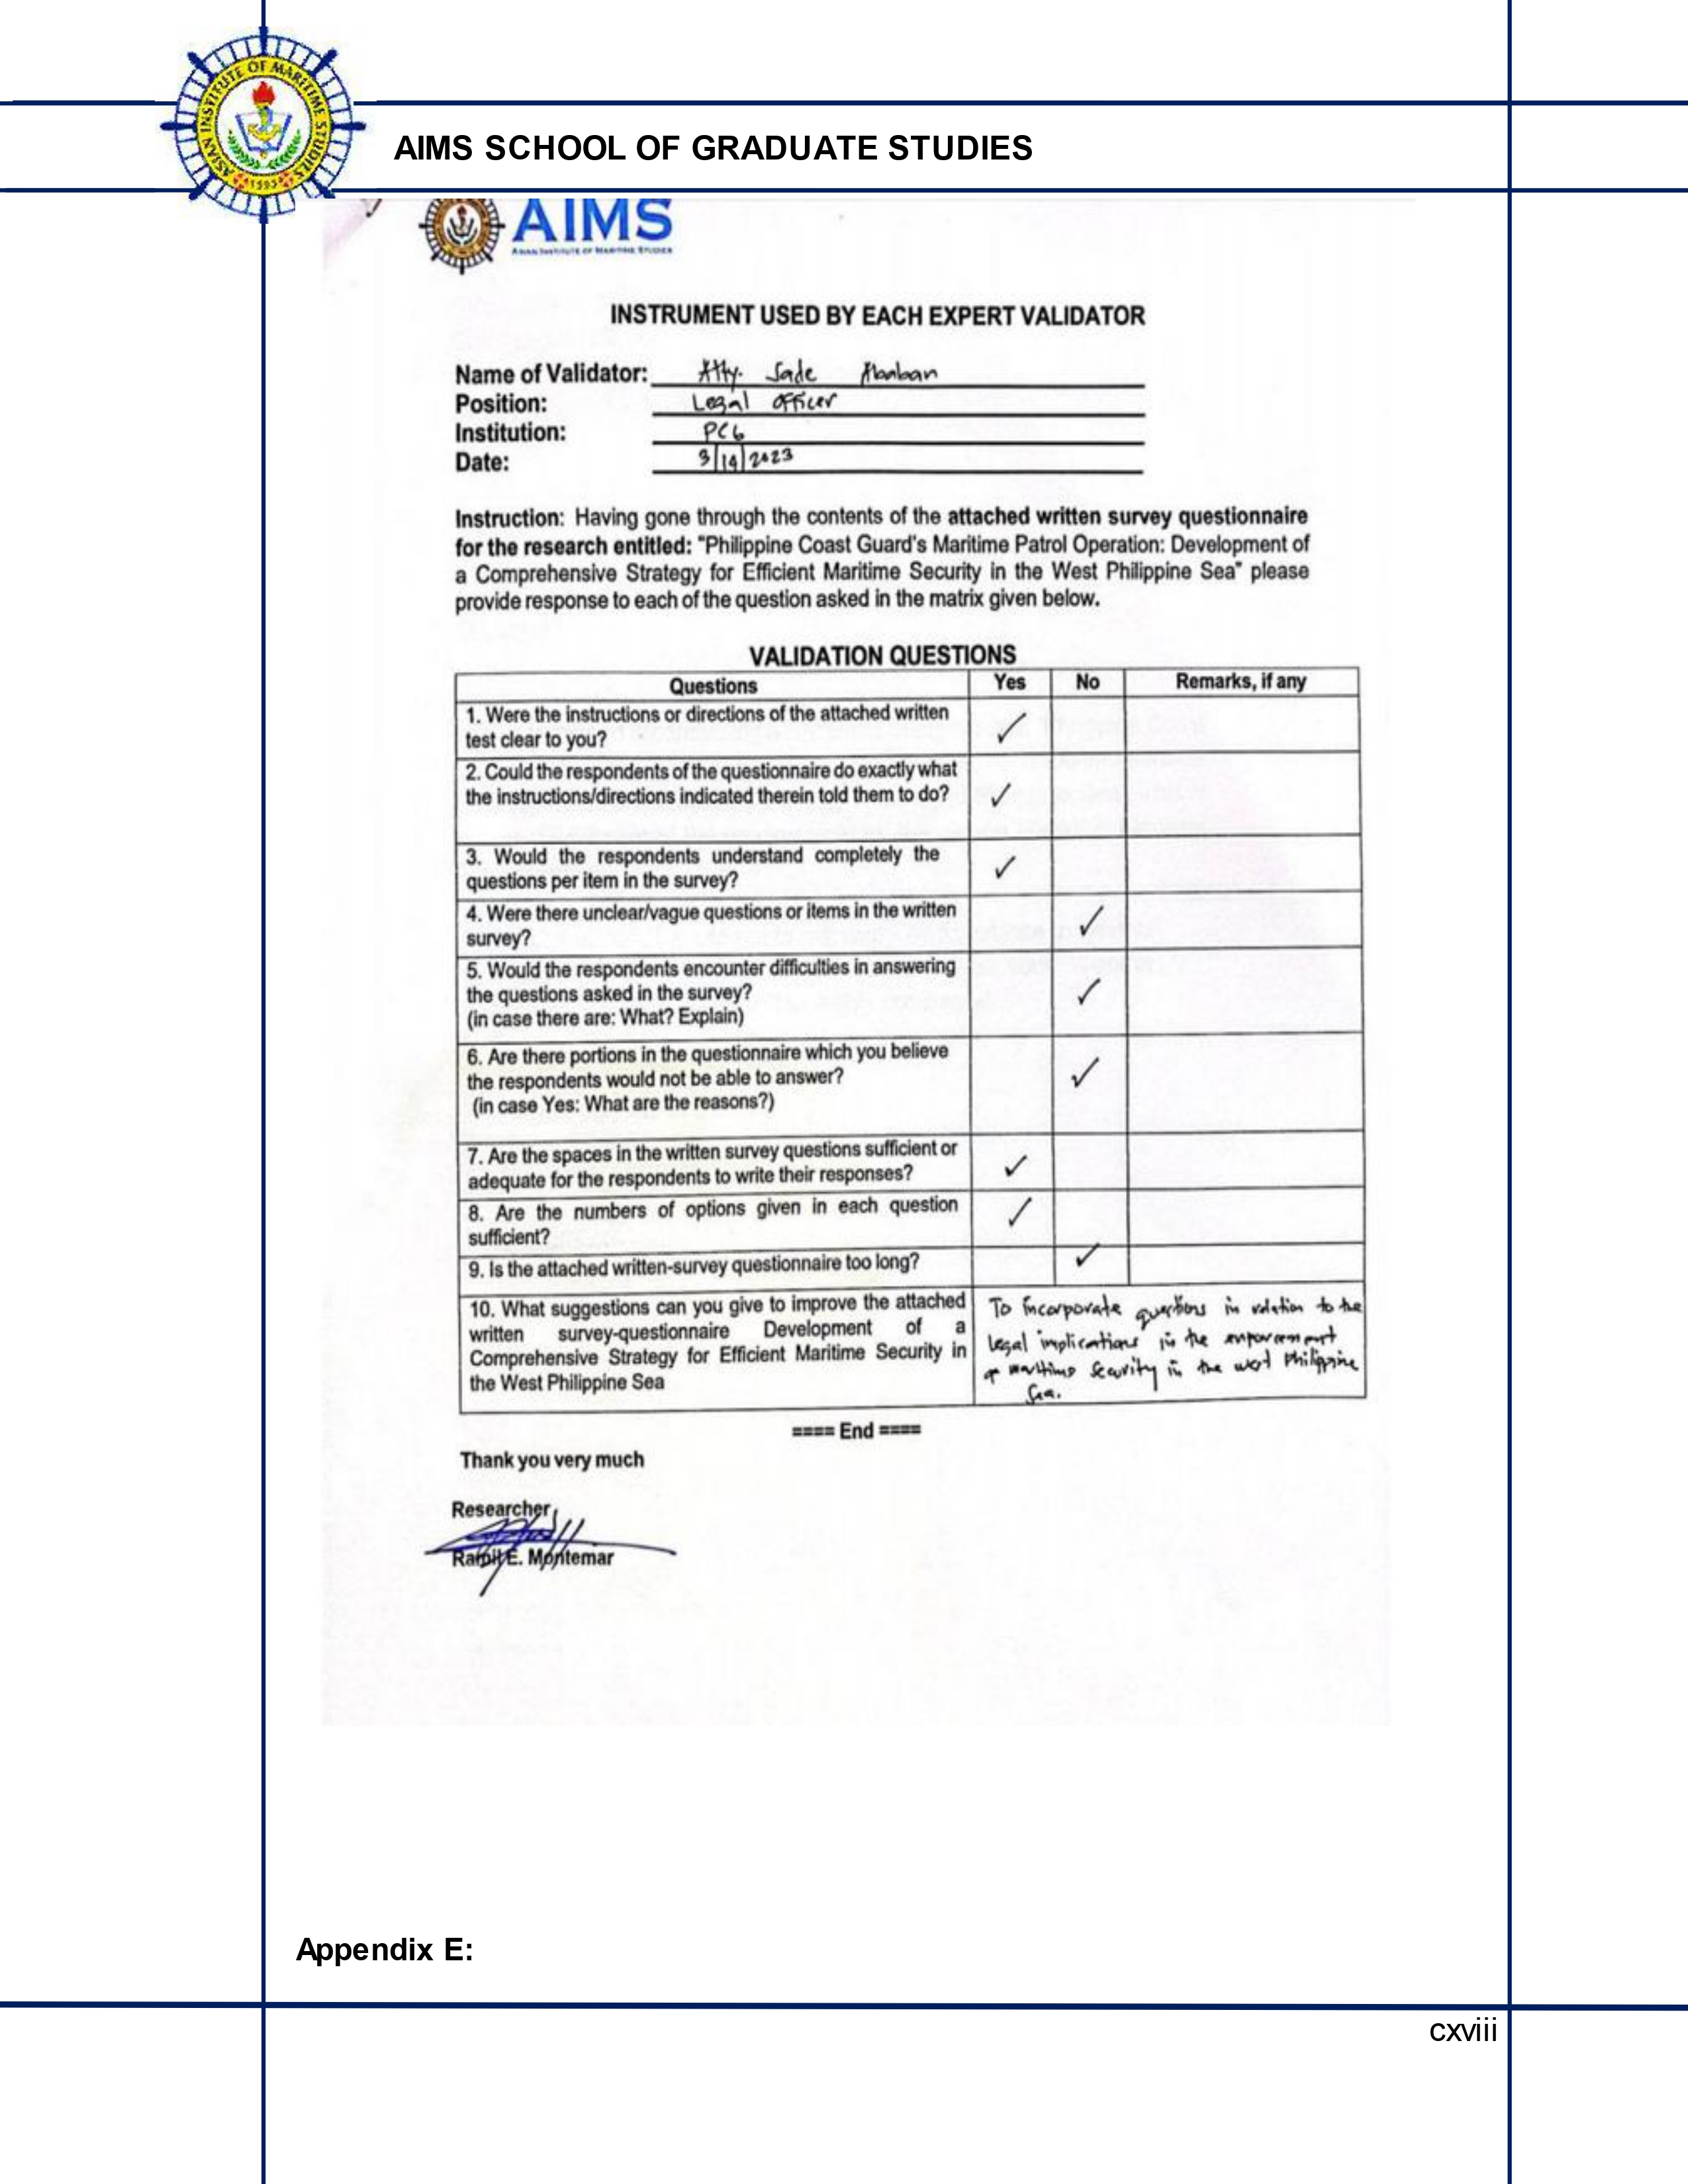 ASIAN INSTITUTE OF MARITIME STUDIES
1993
AIMS SCHOOL OF GRADUATE STUDIES
AIMS
ASIAN INSTITUTE OF MARITIME STUDIES
INSTRUMENT USED BY EACH EXPERT VALIDATOR
Name of Validator: Atty. Sade
Position: Legal Officer
Institution: PCG
Date: 3/14/2023
Instruction: Having gone through the contents of the attached written survey questionnaire
for the research entitled: "Philippine Coast Guard's Maritime Patrol Operation: Development of
a Comprehensive Strategy for Efficient Maritime Security in the West Philippine Sea" please
provide response to each of the question asked in the matrix given below.
VALIDATION QUESTIONS
Questions Yes No Remarks, if any
1. Were the instructions or directions of the attached written
test clear to you? ✓
2. Could the respondents of the questionnaire do exactly what
the instructions/directions indicated therein told them to do? ✓
3. Would the respondents understand completely the
questions per item in the survey? ✓
4. Were there unclear/vague questions or items in the written
survey? ✓
5. Would the respondents encounter difficulties in answering
the questions asked in the survey? ✓
(in case there are: What? Explain)
6. Are there portions in the questionnaire which you believe
the respondents would not be able to answer? ✓
(in case Yes: What are the reasons?)
7. Are the spaces in the written survey questions sufficient or
adequate for the respondents to write their responses? ✓
8. Are the numbers of options given in each question
sufficient? ✓
9. Is the attached written-survey questionnaire too long? ✓
10. What suggestions can you give to improve the attached
written survey-questionnaire Development of a
Comprehensive Strategy for Efficient Maritime Security in
the West Philippine Sea
To incorporate questions in relation to the
legal implications in the enforcement
of maritime security in the west Philippine
Sea.
==== End ====
Thank you very much
Researcher
Ramil E. Montemar
Appendix E:
cxviii